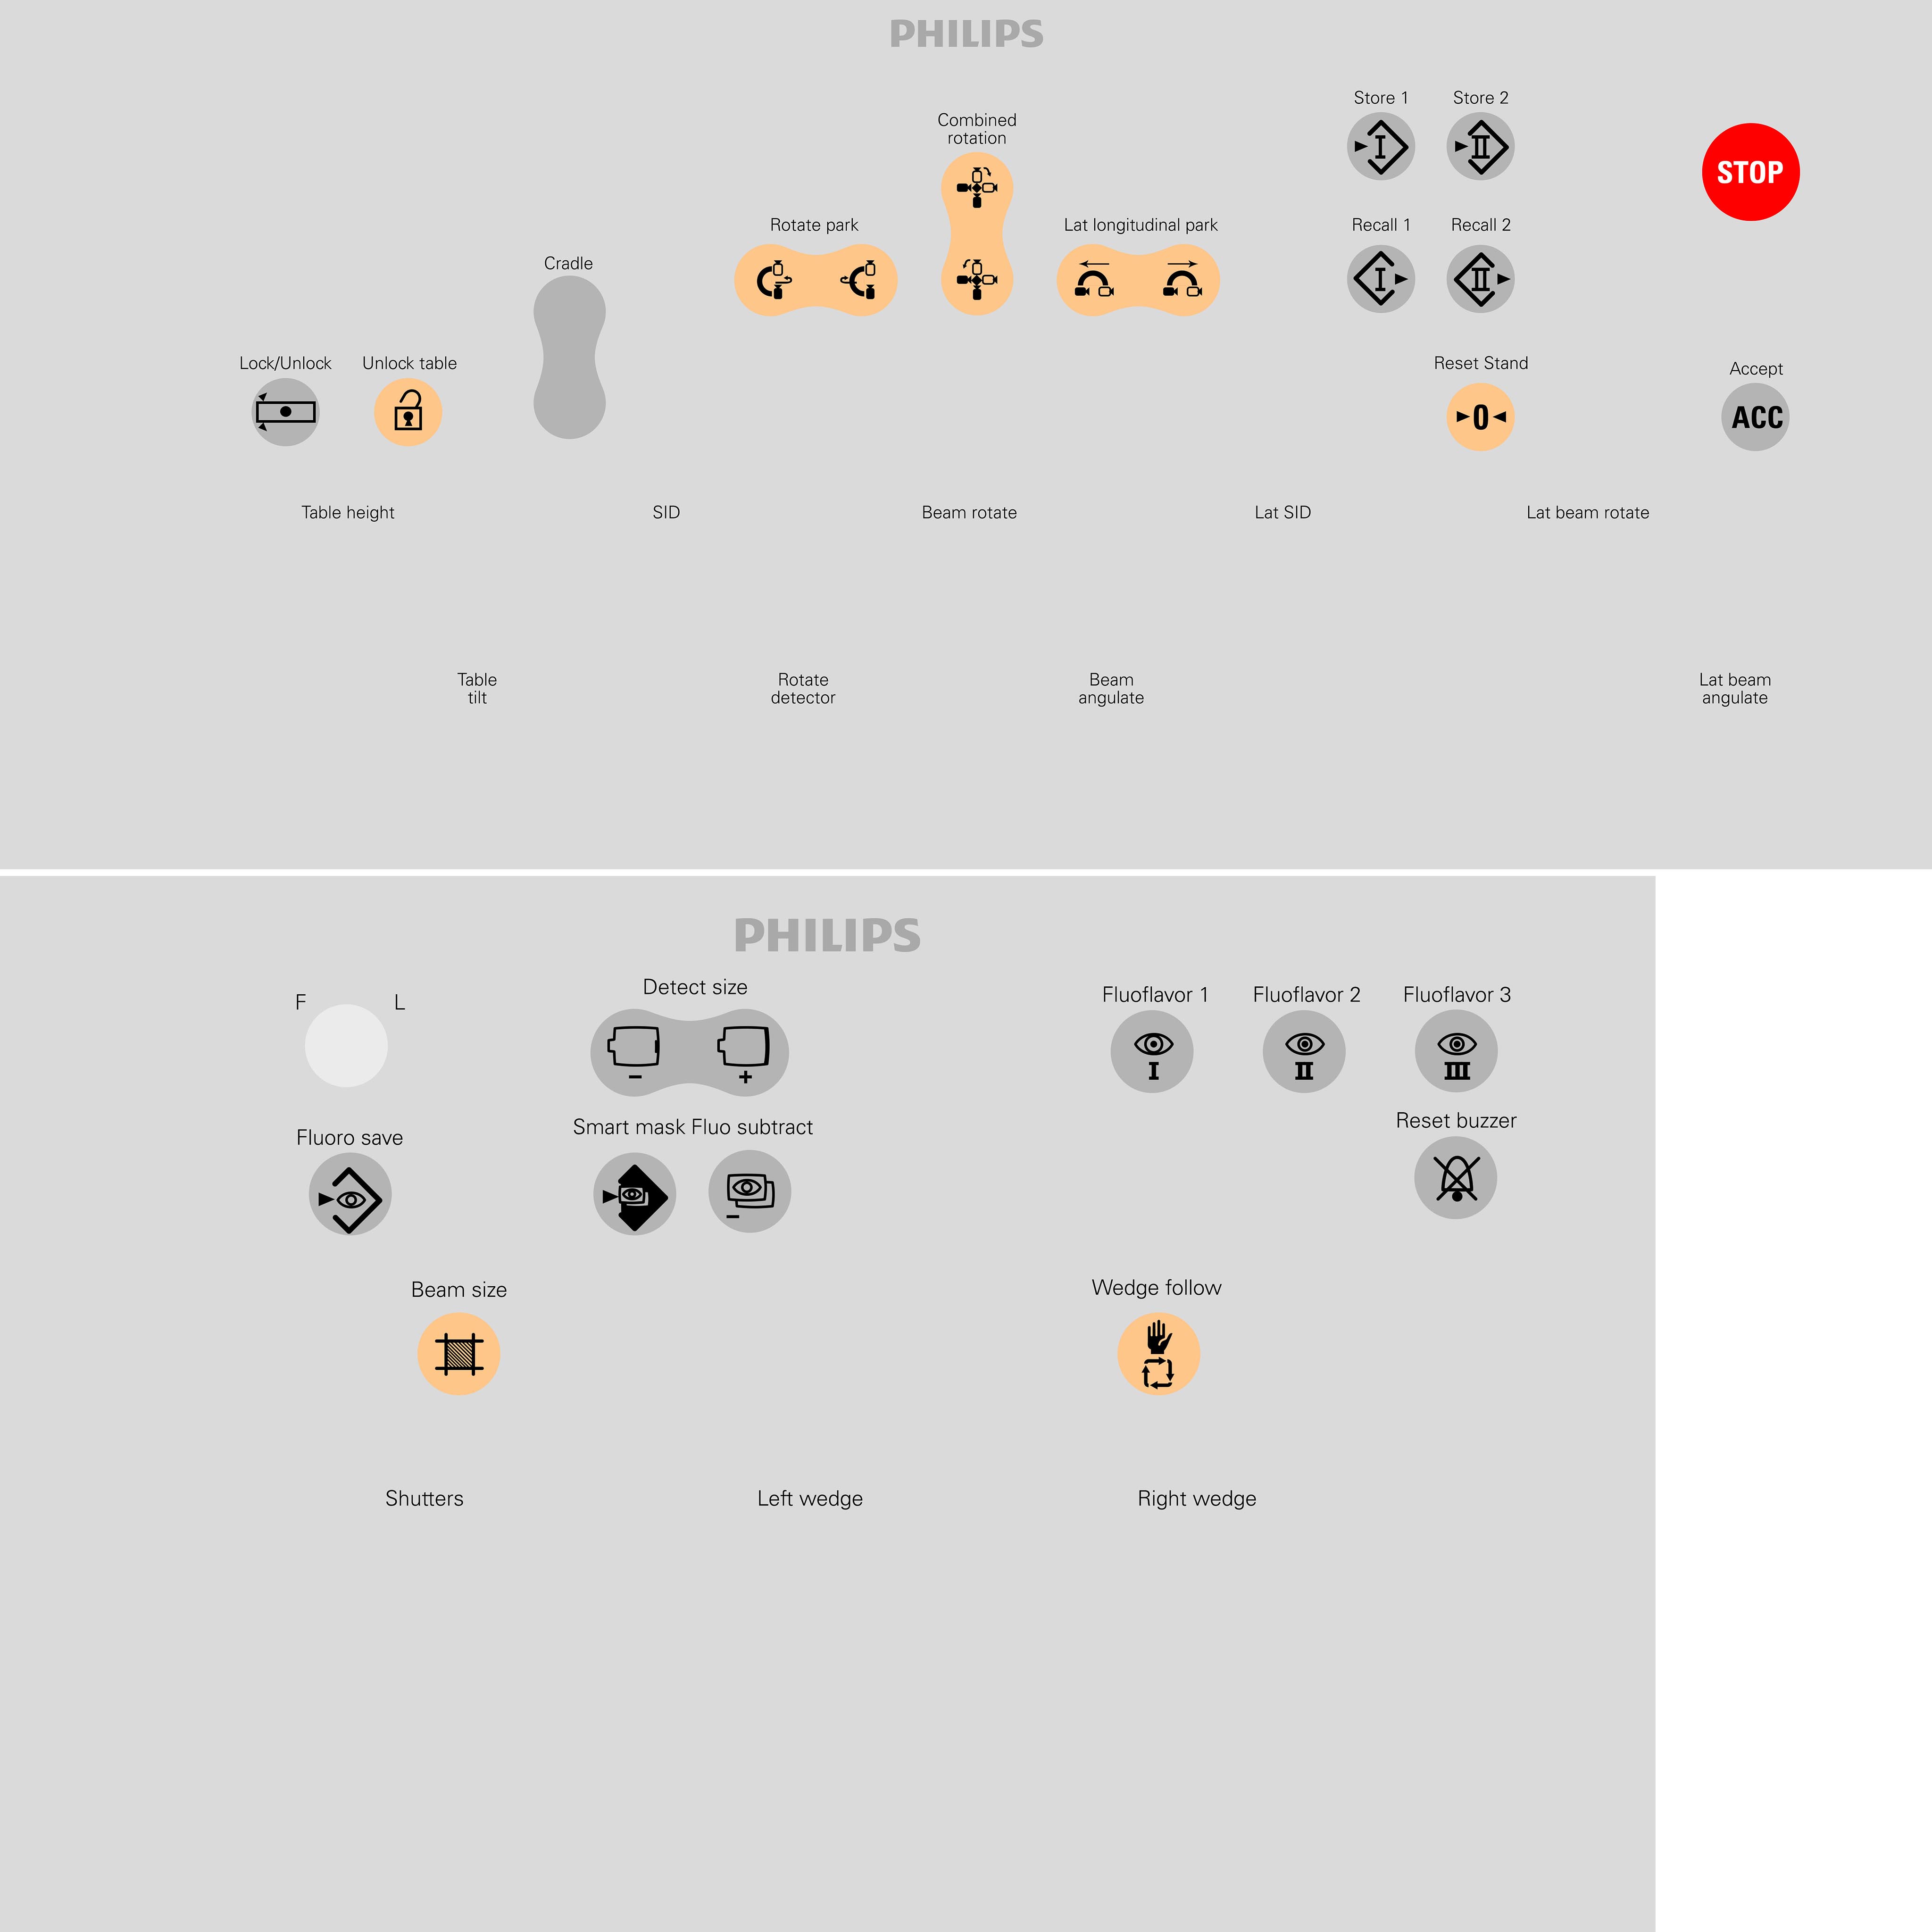 PHILIPS
Store 1 Store 2
Combined
rotation
STOP
Rotate park
Lat longitudinal park
Recall 1 Recall 2
I II
I II
Cradle
Lock/Unlock Unlock table
Reset Stand
Accept
0
ACC
Table height SID Beam rotate Lat SID Lat beam rotate
Table
tilt
Rotate
detector
Beam
angulate
Lat beam
angulate
PHILIPS
F L
Detect size
Fluoflavor 1 Fluoflavor 2 Fluoflavor 3
- +
I II III
Fluoro save
Smart mask Fluo subtract
Reset buzzer
-
Beam size
Wedge follow
Shutters Left wedge Right wedge